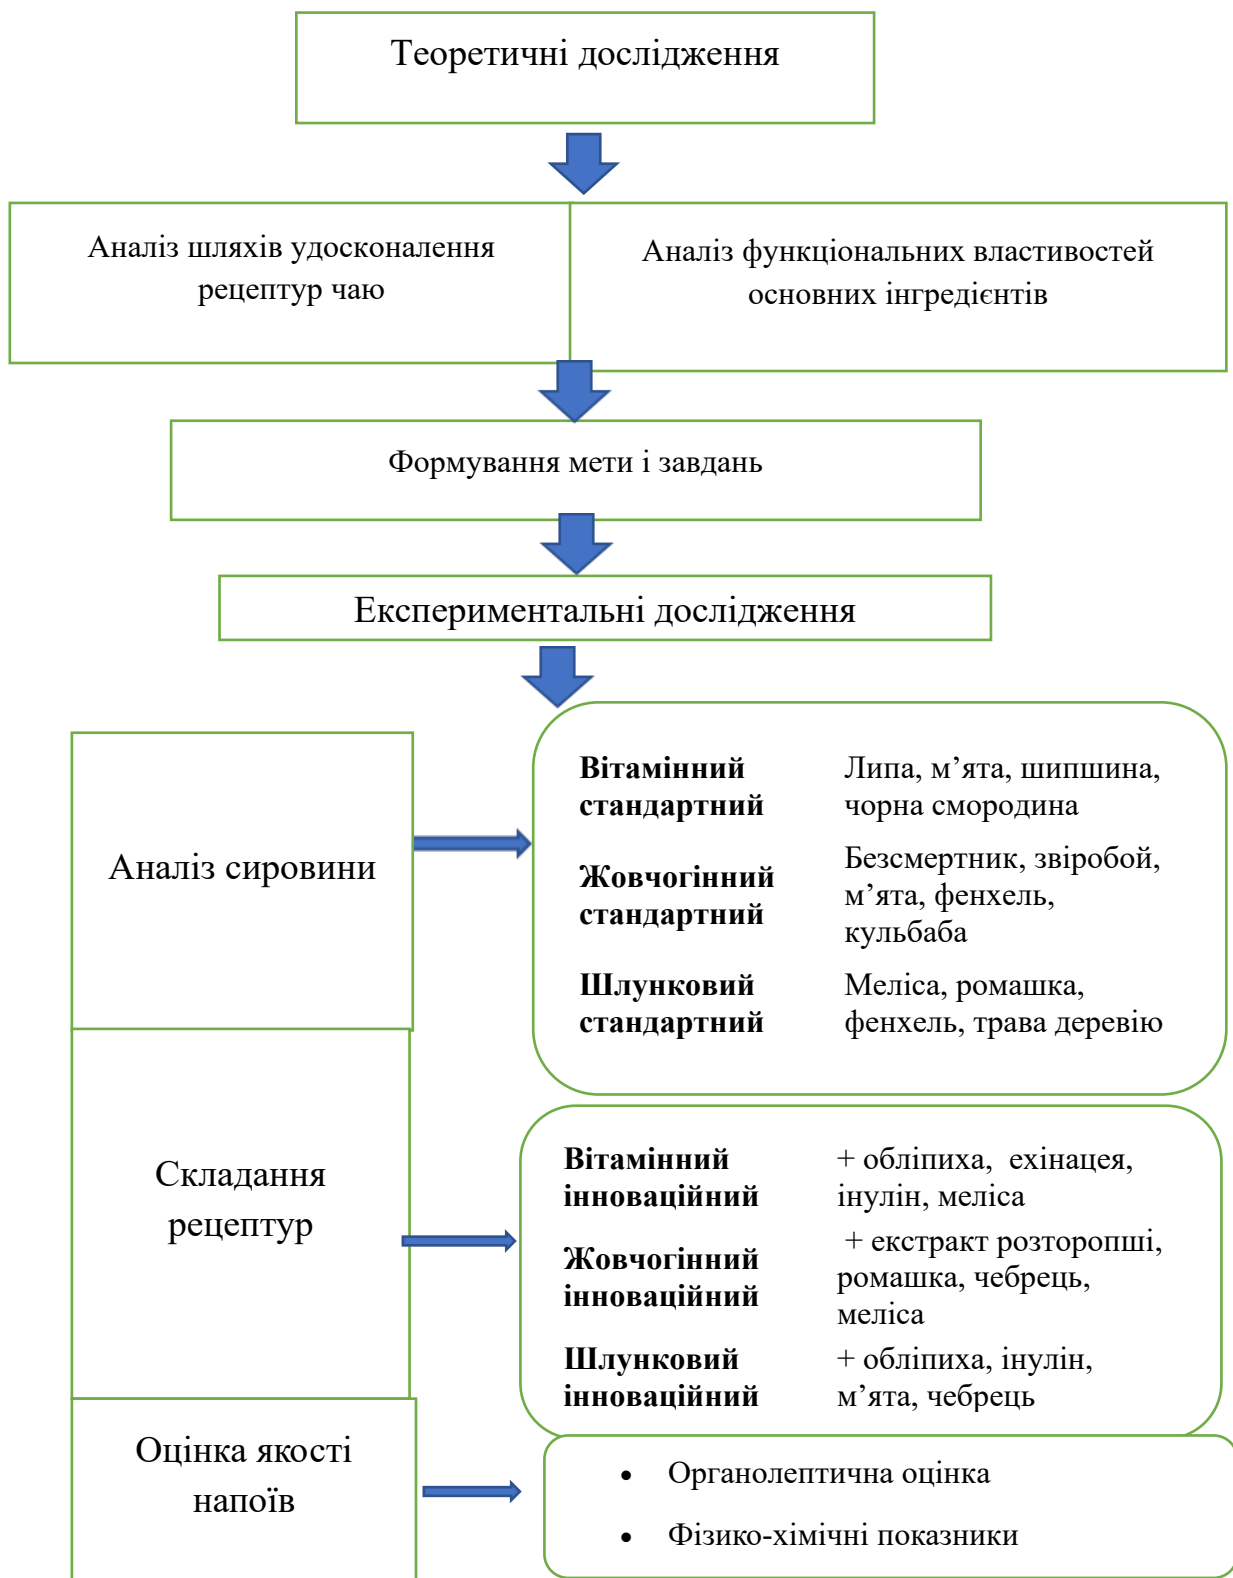 Теоретичні дослідження
Аналіз шляхів удосконалення
рецептур чаю
Аналіз функціональних властивостей
основних інгредієнтів
Формування мети і завдань
Експериментальні дослідження
Аналіз сировини
Вітамінний
стандартний
Липа, м’ята, шипшина,
чорна смородина
Жовчогінний
стандартний
Безсмертник, звіробой,
м’ята, фенхель,
кульбаба
Шлунковий
стандартний
Меліса, ромашка,
фенхель, трава деревію
Складання
рецептур
Вітамінний
інноваційний
+ обліпиха, ехінацея,
інулін, меліса
Жовчогінний
інноваційний
+ екстракт розторопші,
ромашка, чебрець,
меліса
Шлунковий
інноваційний
+ обліпиха, інулін,
м’ята, чебрець
Оцінка якості
напоїв
• Органолептична оцінка
• Фізико-хімічні показники